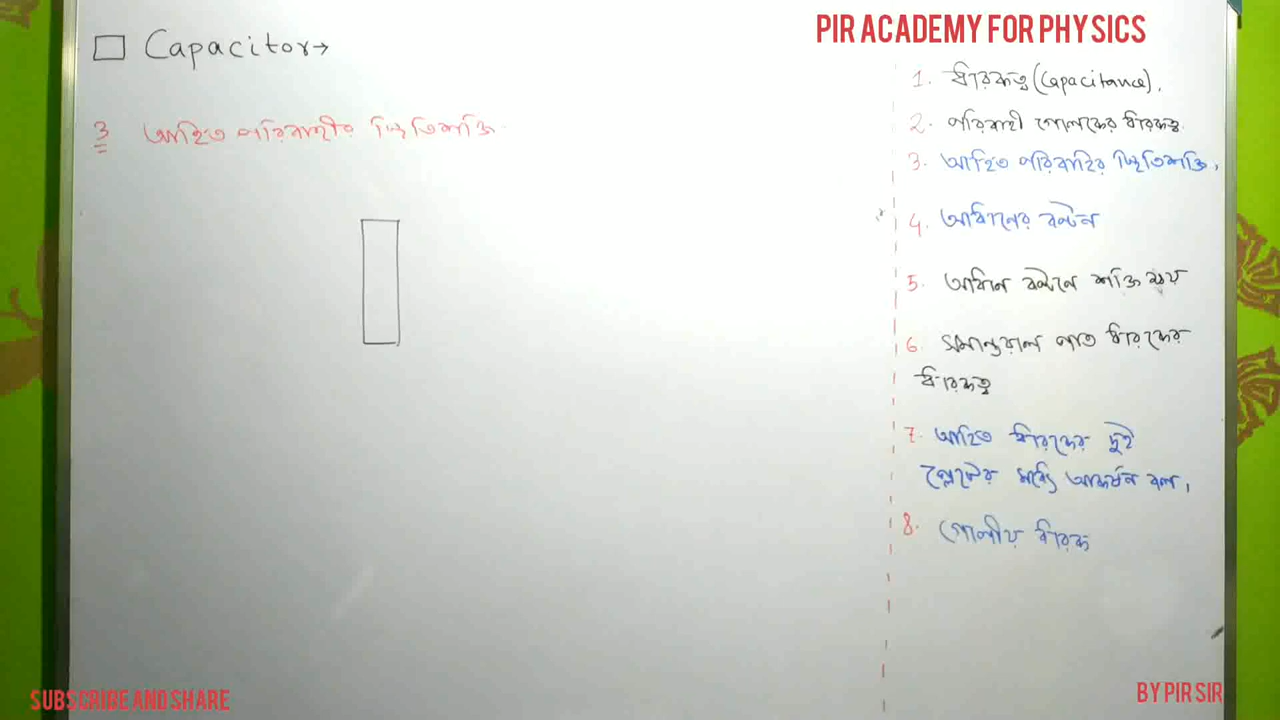 PIR ACADEMY FOR PHYSICS
□ Capacitor→
3 আহিত পরিবাহীর স্থিতিশক্তি
1. ধারকত্ব (Capacitance).
2. পরিবাহী গোলকের ধারকত্ব
3. আহিত পরিবাহির স্থিতিশক্তি,
4. আধানের বন্টন
5. আধান বন্টনে শক্তি ক্ষয়
6. সমান্তরাল পাত ধারকের
ধারকত্ব
7. আহিত ধারকের দুই
প্লেটের মধ্যে আকর্ষন বল,
8. গোলীয় ধারক
SUBSCRIBE AND SHARE
BY PIR SIR